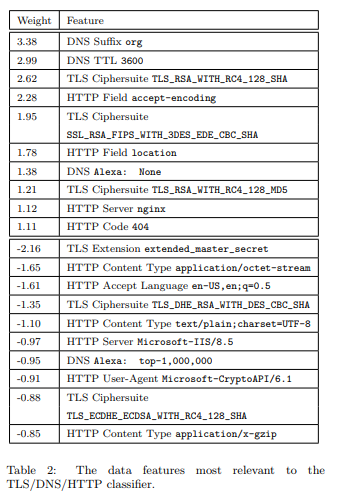 Weight Feature
3.38 DNS Suffix org
2.99 DNS TTL 3600
2.62 TLS Ciphersuite TLS_RSA_WITH_RC4_128_SHA
2.28 HTTP Field accept-encoding
1.95 TLS Ciphersuite
SSL_RSA_FIPS_WITH_3DES_EDE_CBC_SHA
1.78 HTTP Field location
1.38 DNS Alexa: None
1.21 TLS Ciphersuite TLS_RSA_WITH_RC4_128_MD5
1.12 HTTP Server nginx
1.11 HTTP Code 404
-2.16 TLS Extension extended_master_secret
-1.65 HTTP Content Type application/octet-stream
-1.61 HTTP Accept Language en-US,en;q=0.5
-1.35 TLS Ciphersuite TLS_DHE_RSA_WITH_DES_CBC_SHA
-1.10 HTTP Content Type text/plain;charset=UTF-8
-0.97 HTTP Server Microsoft-IIS/8.5
-0.95 DNS Alexa: top-1,000,000
-0.91 HTTP User-Agent Microsoft-CryptoAPI/6.1
-0.88 TLS Ciphersuite
TLS_ECDHE_ECDSA_WITH_RC4_128_SHA
-0.85 HTTP Content Type application/x-gzip
Table 2: The data features most relevant to the
TLS/DNS/HTTP classifier.